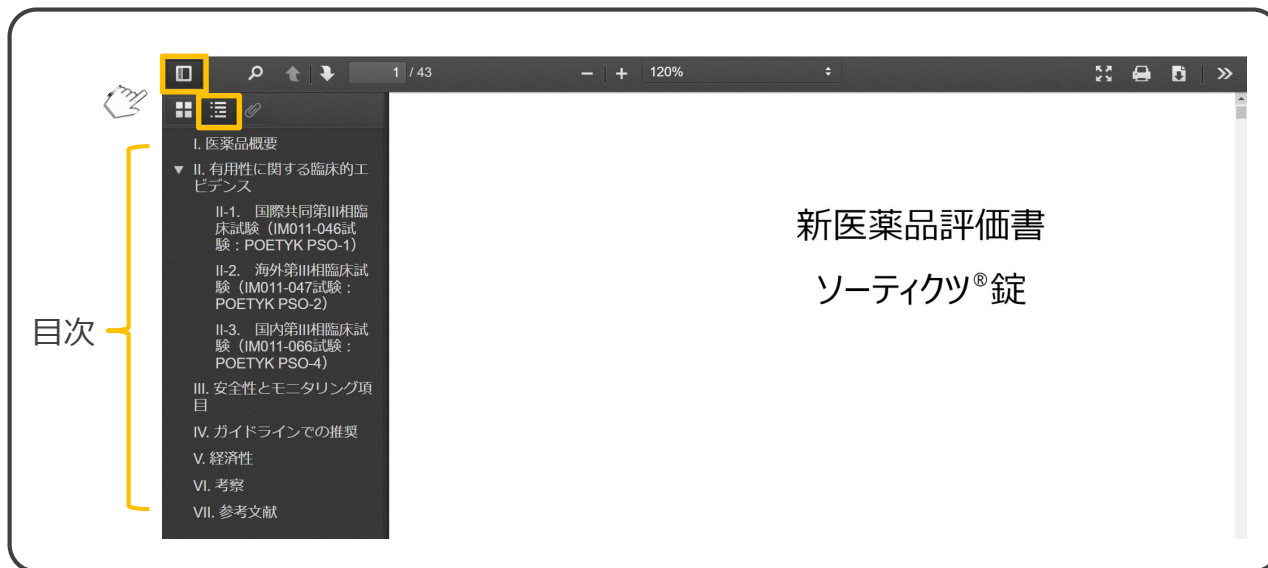 1 / 43
120%
I. 医薬品概要
II. 有用性に関する臨床的エ
ビデンス
II-1.　国際共同第III相臨
床試験（IM011-046試
験：POETYK PSO-1）
II-2.　海外第III相臨床試
験（IM011-047試験：
POETYK PSO-2）
II-3.　国内第III相臨床試
験（IM011-066試験：
POETYK PSO-4）
III. 安全性とモニタリング項
目
IV. ガイドラインでの推奨
V. 経済性
VI. 考察
VII. 参考文献
目次
新医薬品評価書
ソーティクツ®錠